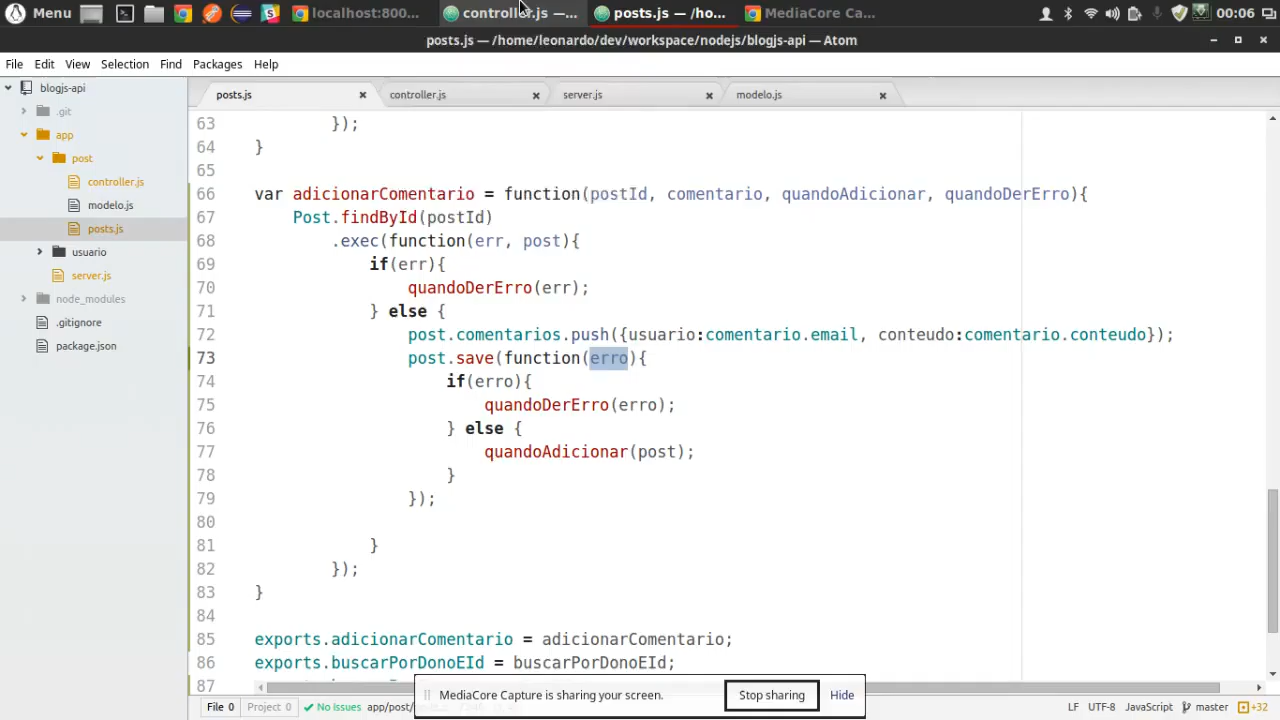 Menu localhost:800... controller.js —... posts.js — /ho... MediaCore Ca... 00:06
posts.js — /home/leonardo/dev/workspace/nodejs/blogjs-api — Atom
File Edit View Selection Find Packages Help
blogjs-api
.git
app
post
controller.js
modelo.js
posts.js
usuario
server.js
node_modules
.gitignore
package.json
posts.js controller.js server.js modelo.js
63 });
64 }
65
66 var adicionarComentario = function(postId, comentario, quandoAdicionar, quandoDerErro){
67 Post.findById(postId)
68 .exec(function(err, post){
69 if(err){
70 quandoDerErro(err);
71 } else {
72 post.comentarios.push({usuario:comentario.email, conteudo:comentario.conteudo});
73 post.save(function(erro){
74 if(erro){
75 quandoDerErro(erro);
76 } else {
77 quandoAdicionar(post);
78 }
79 });
80
81 }
82 });
83 }
84
85 exports.adicionarComentario = adicionarComentario;
86 exports.buscarPorDonoEId = buscarPorDonoEId;
87
MediaCore Capture is sharing your screen. Stop sharing Hide
File 0 Project 0 No issues app/post/ LF UTF-8 JavaScript master +32